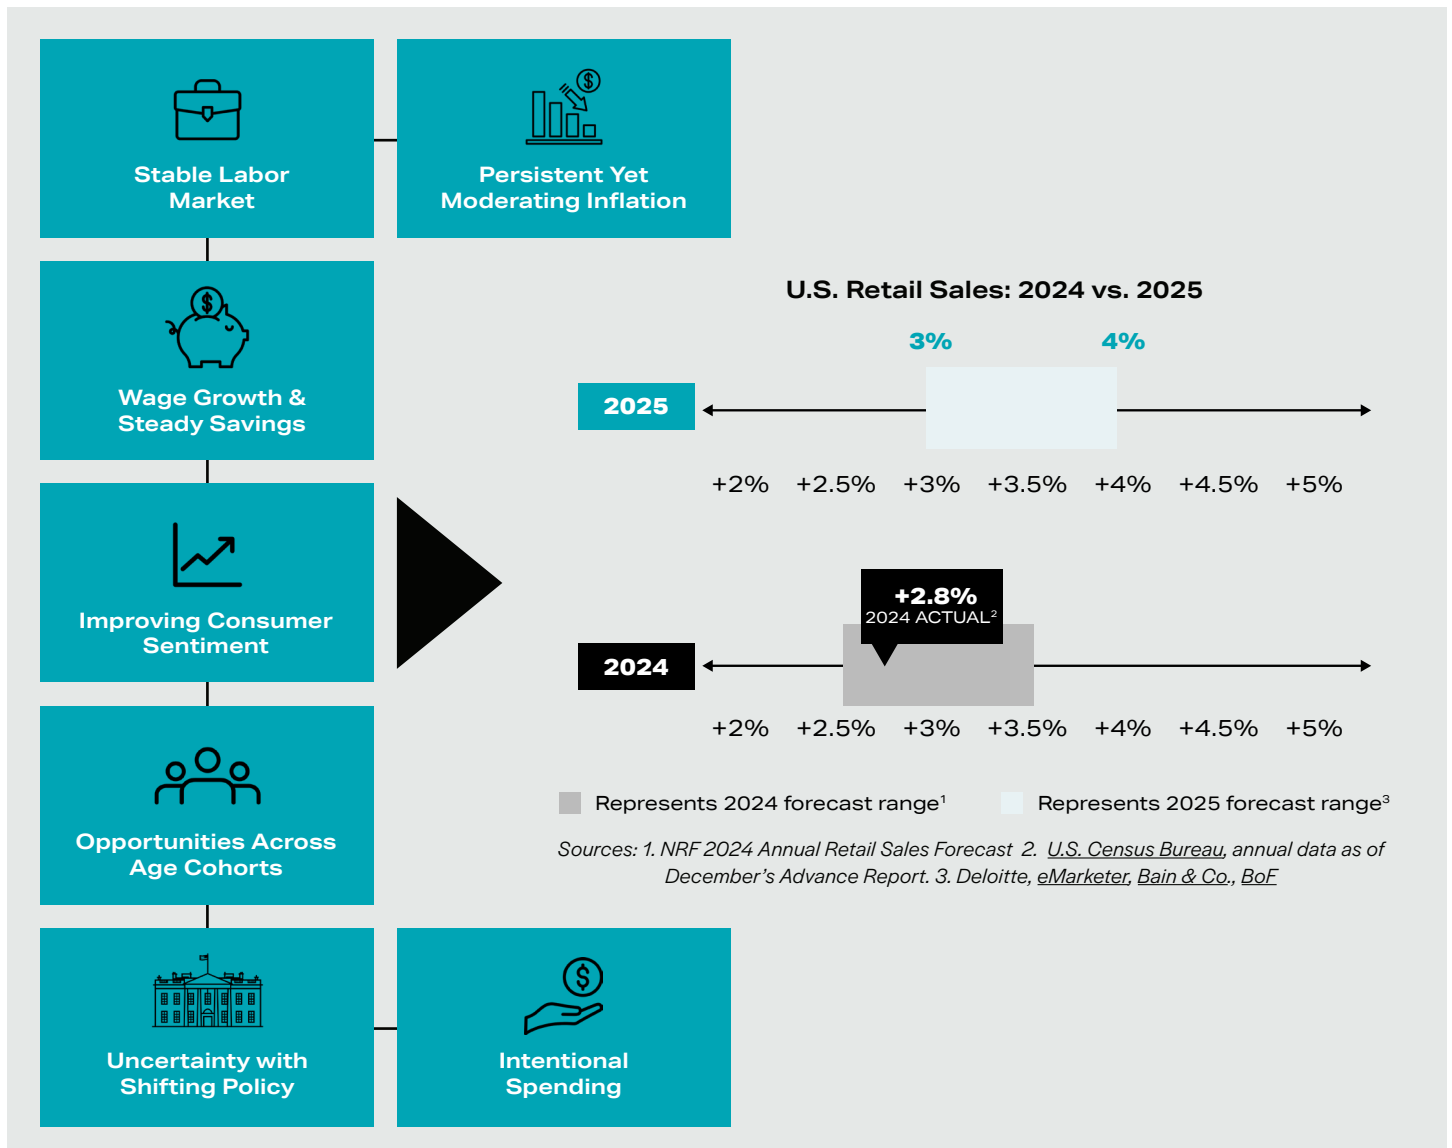 Stable Labor
Market
Persistent Yet
Moderating Inflation
Wage Growth &
Steady Savings
Improving Consumer
Sentiment
Opportunities Across
Age Cohorts
Uncertainty with
Shifting Policy
Intentional
Spending
U.S. Retail Sales: 2024 vs. 2025
3% 4%
2025
+2% +2.5% +3% +3.5% +4% +4.5% +5%
+2.8%
2024 ACTUAL²
2024
+2% +2.5% +3% +3.5% +4% +4.5% +5%
Represents 2024 forecast range¹ Represents 2025 forecast range³
Sources: 1. NRF 2024 Annual Retail Sales Forecast 2. U.S. Census Bureau, annual data as of
December's Advance Report. 3. Deloitte, eMarketer, Bain & Co., BoF